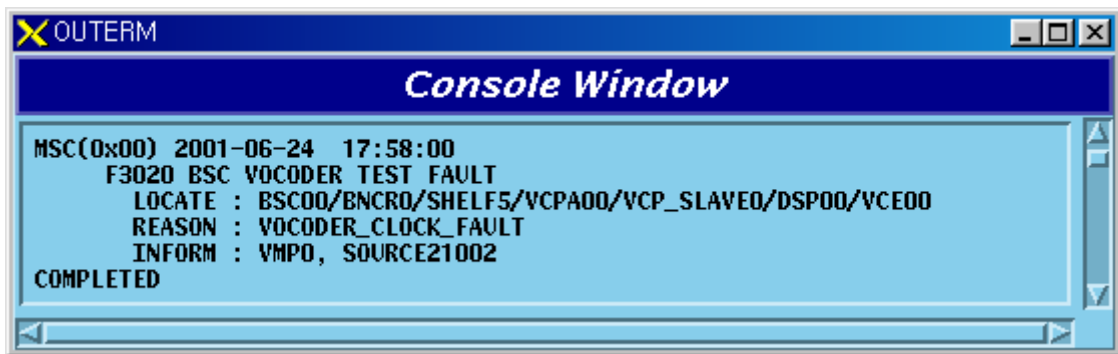 OUTERM
Console Window
MSC(0x00) 2001-06-24  17:58:00
F3020 BSC VOCODER TEST FAULT
LOCATE : BSC00/BNCR0/SHELF5/VCPA00/VCP_SLAVE0/DSP00/VCE00
REASON : VOCODER_CLOCK_FAULT
INFORM : VMP0, SOURCE21002
COMPLETED